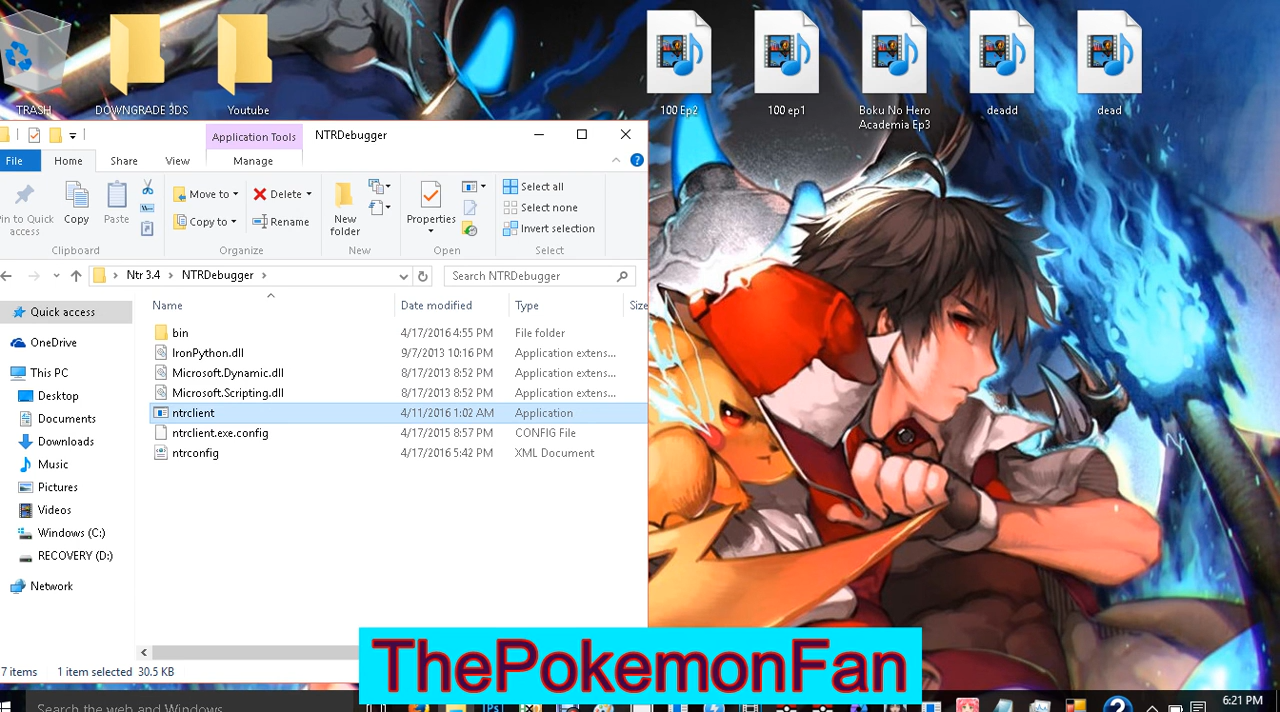 TRASH
DOWNGRADE 3DS
Youtube
100 Ep2
100 ep1
Boku No Hero
Academia Ep3
deadd
dead
Application Tools
NTRDebugger
File
Home
Share
View
Manage
Pin to Quick
access
Copy
Paste
Move to
Copy to
Delete
Rename
New
folder
Properties
Select all
Select none
Invert selection
Clipboard
Organize
New
Open
Select
Ntr 3.4
NTRDebugger
Search NTRDebugger
Name
Date modified
Type
Size
bin
4/17/2016 4:55 PM
File folder
IronPython.dll
9/7/2013 10:16 PM
Application extens...
Microsoft.Dynamic.dll
8/17/2013 8:52 PM
Application extens...
Microsoft.Scripting.dll
8/17/2013 8:52 PM
Application extens...
ntrclient
4/11/2016 1:02 AM
Application
ntrclient.exe.config
4/17/2015 8:57 PM
CONFIG File
ntrconfig
4/17/2016 5:42 PM
XML Document
Quick access
OneDrive
This PC
Desktop
Documents
Downloads
Music
Pictures
Videos
Windows (C:)
RECOVERY (D:)
Network
7 items
1 item selected 30.5 KB
ThePokemonFan
Search the web and Windows
6:21 PM